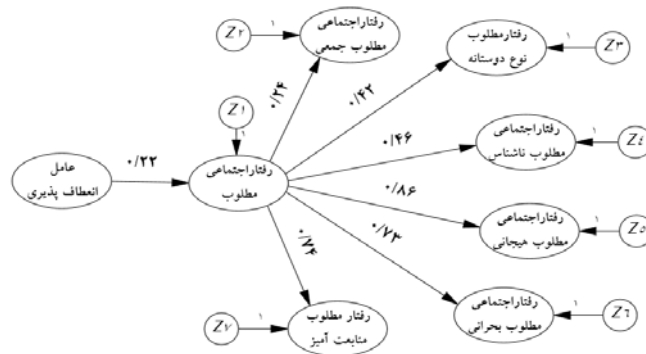 رفتاراجتماعی
مطلوب جمعی
Z۲
۱
رفتارمطلوب
نوع دوستانه
Z۳
۱
۰/۲۴
۰/۴۲
Z۱
۱
رفتاراجتماعی
مطلوب ناشناس
Z۴
۱
۰/۴۶
عامل
انعطاف پذیری
۰/۲۲
رفتاراجتماعی
مطلوب
۰/۸۶
رفتاراجتماعی
مطلوب هیجانی
Z۵
۱
۰/۷۴
۰/۷۳
رفتاراجتماعی
مطلوب بحرانی
Z۶
۱
رفتار مطلوب
متابعت آمیز
Z۷
۱